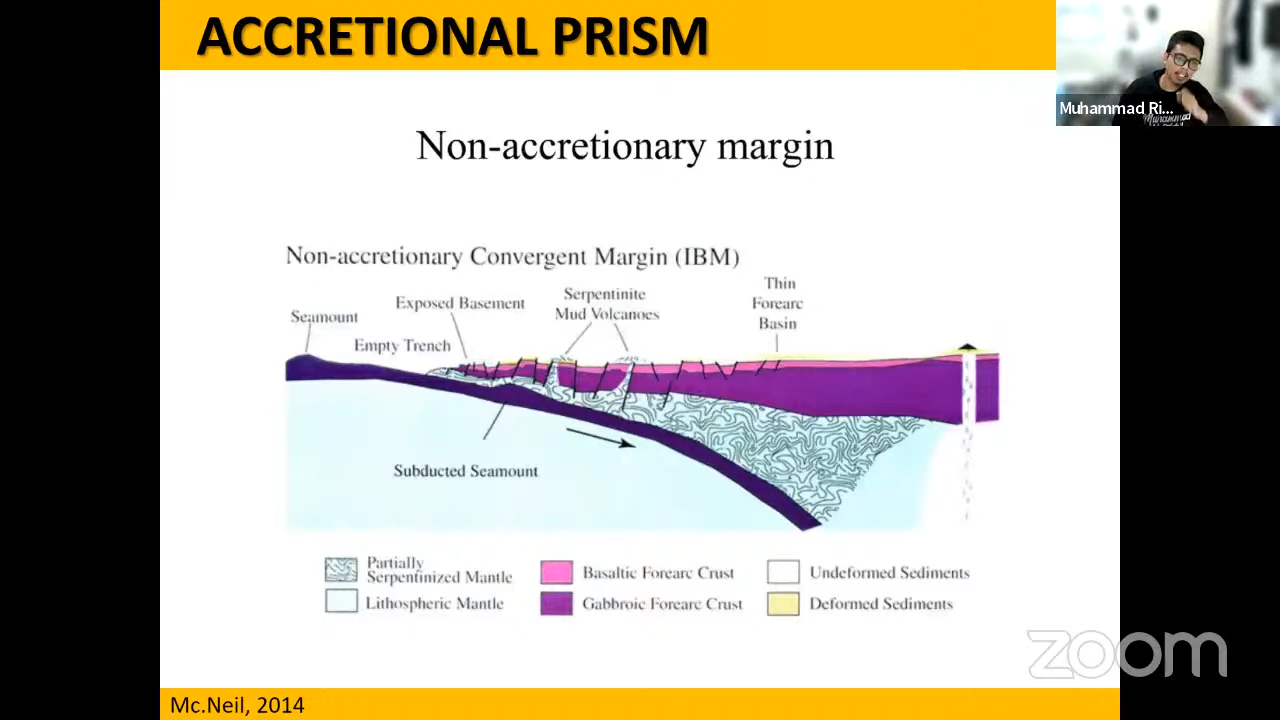 ACCRETIONAL PRISM
Muhammad Ri...
Non-accretionary margin
Non-accretionary Convergent Margin (IBM)
Thin
Forearc
Basin
Serpentinite
Mud Volcanoes
Exposed Basement
Seamount
Empty Trench
Subducted Seamount
Partially
Serpentinized Mantle
Basaltic Forearc Crust
Undeformed Sediments
Lithospheric Mantle
Gabbroic Forearc Crust
Deformed Sediments
zoom
Mc.Neil, 2014